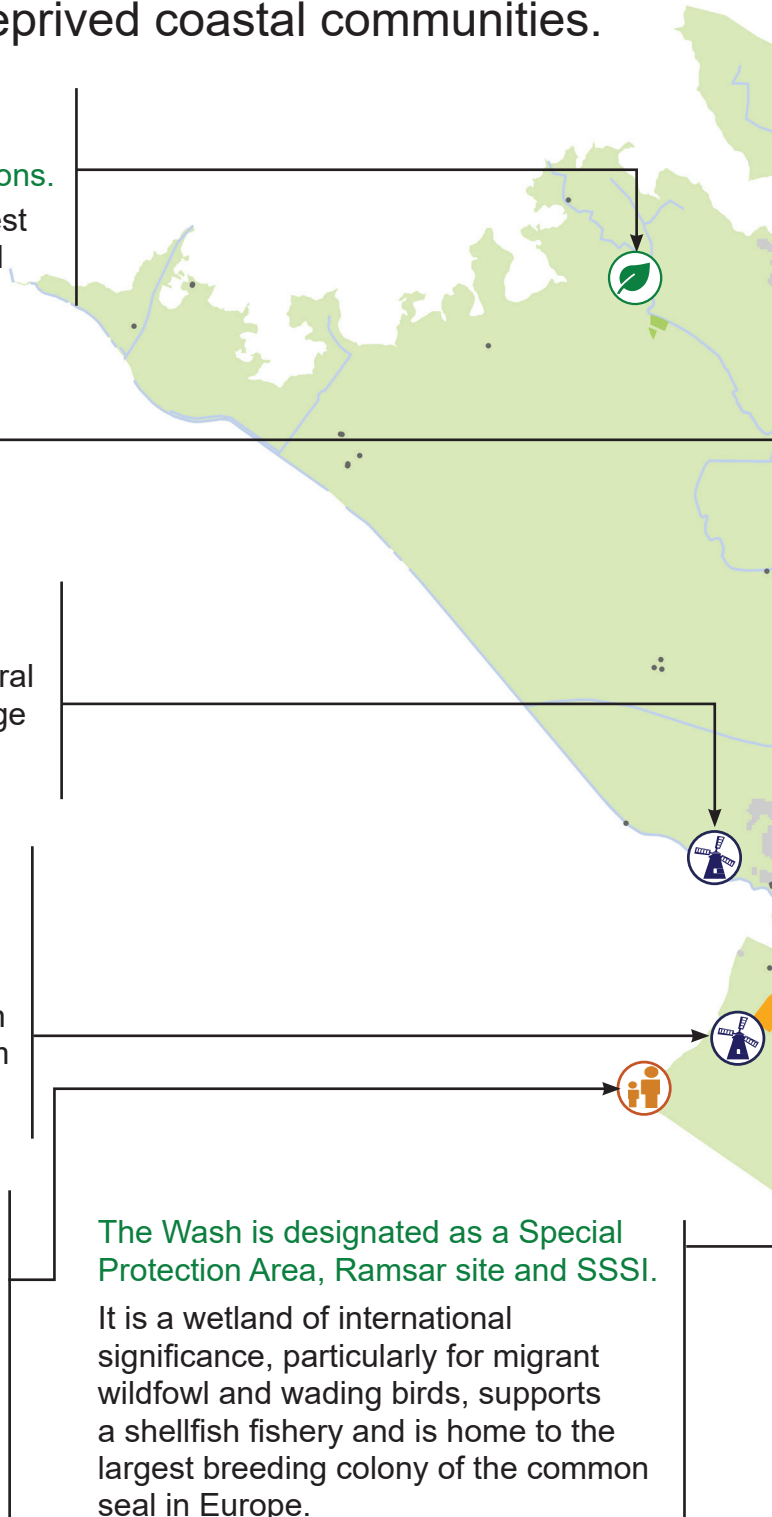 eprived coastal communities.
ons.
est
l
ral
ge
n
n
The Wash is designated as a Special
Protection Area, Ramsar site and SSSI.
It is a wetland of international
significance, particularly for migrant
wildfowl and wading birds, supports
a shellfish fishery and is home to the
largest breeding colony of the common
seal in Europe.